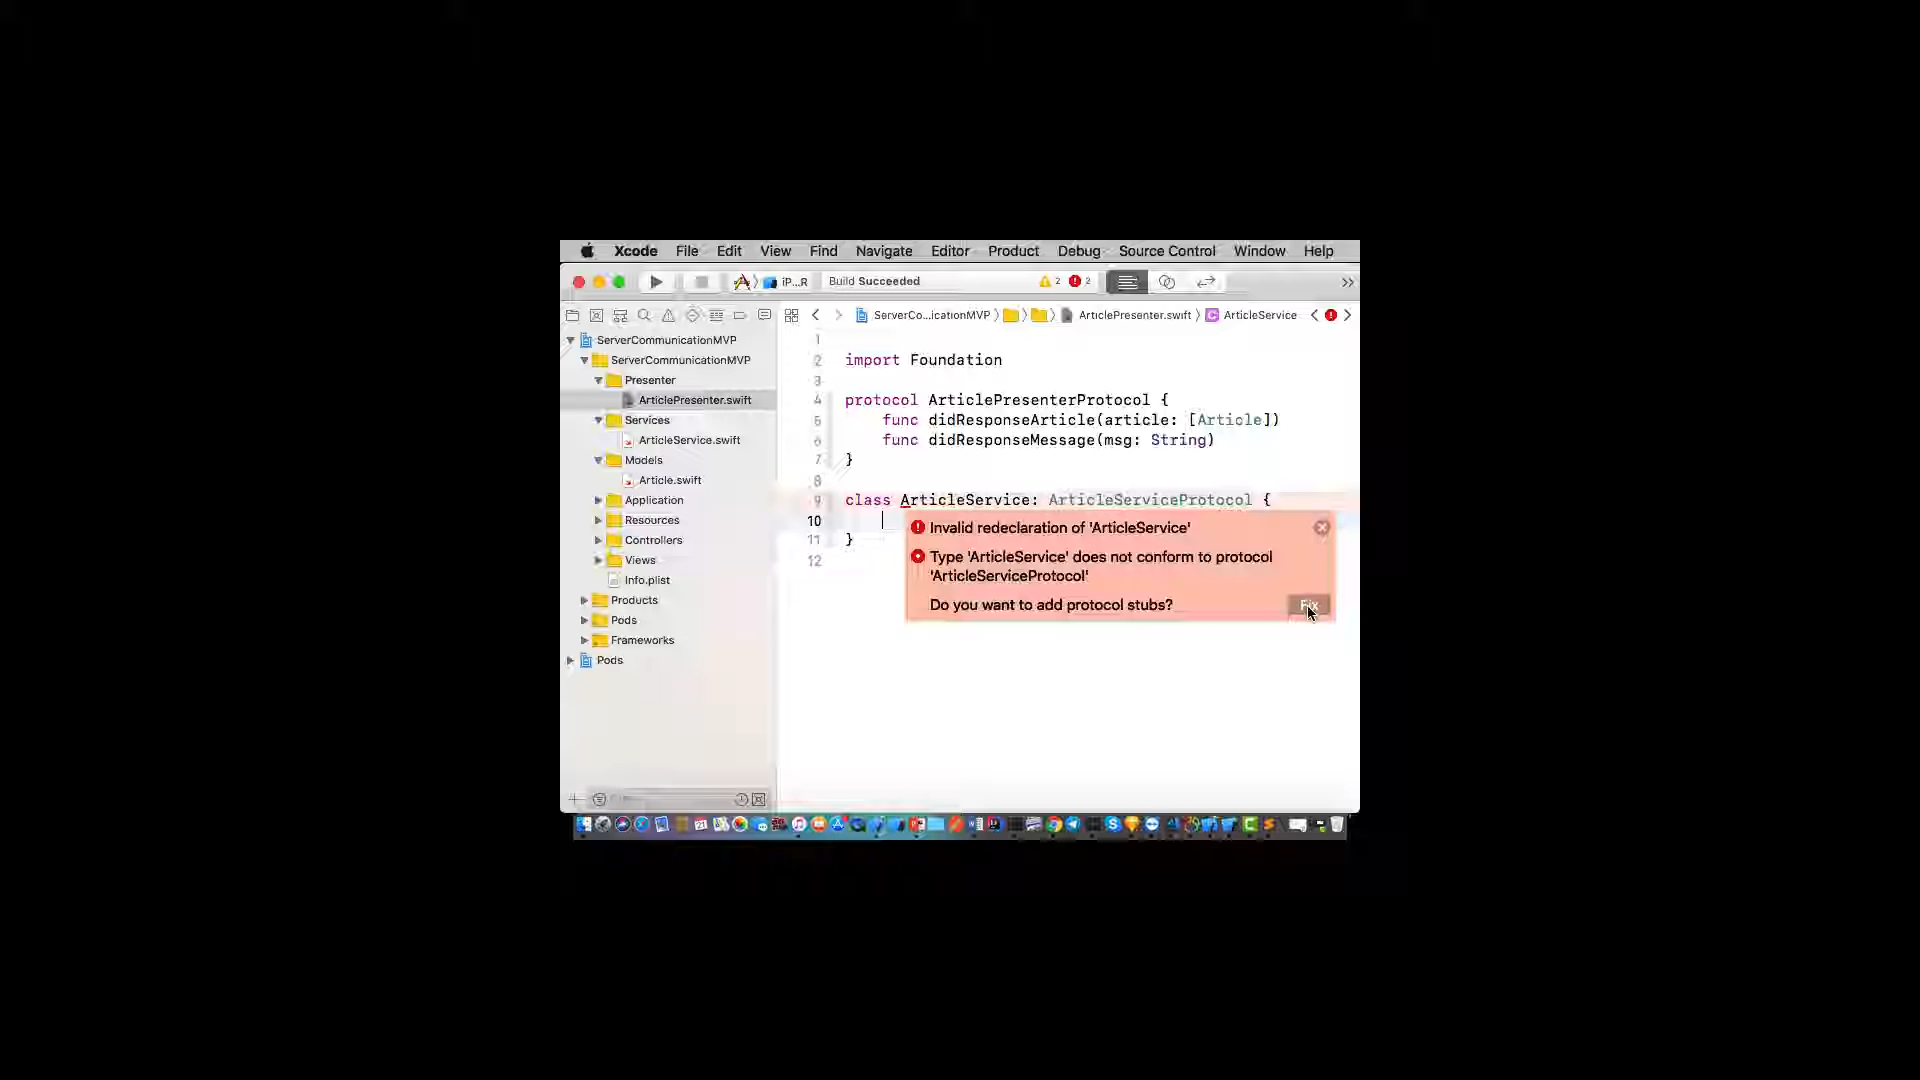 Xcode File Edit View Find Navigate Editor Product Debug Source Control Window Help
iP...R Build Succeeded 2 2
ServerCo...icationMVP ArticlePresenter.swift ArticleService
ServerCommunicationMVP
ServerCommunicationMVP
Presenter
ArticlePresenter.swift
Services
ArticleService.swift
Models
Article.swift
Application
Resources
Controllers
Views
Info.plist
Products
Pods
Frameworks
Pods
1
2 import Foundation
3
4 protocol ArticlePresenterProtocol {
5 func didResponseArticle(article: [Article])
6 func didResponseMessage(msg: String)
7 }
8
9 class ArticleService: ArticleServiceProtocol {
10
11 }
12
Invalid redeclaration of 'ArticleService'
Type 'ArticleService' does not conform to protocol
'ArticleServiceProtocol'
Do you want to add protocol stubs? Fix